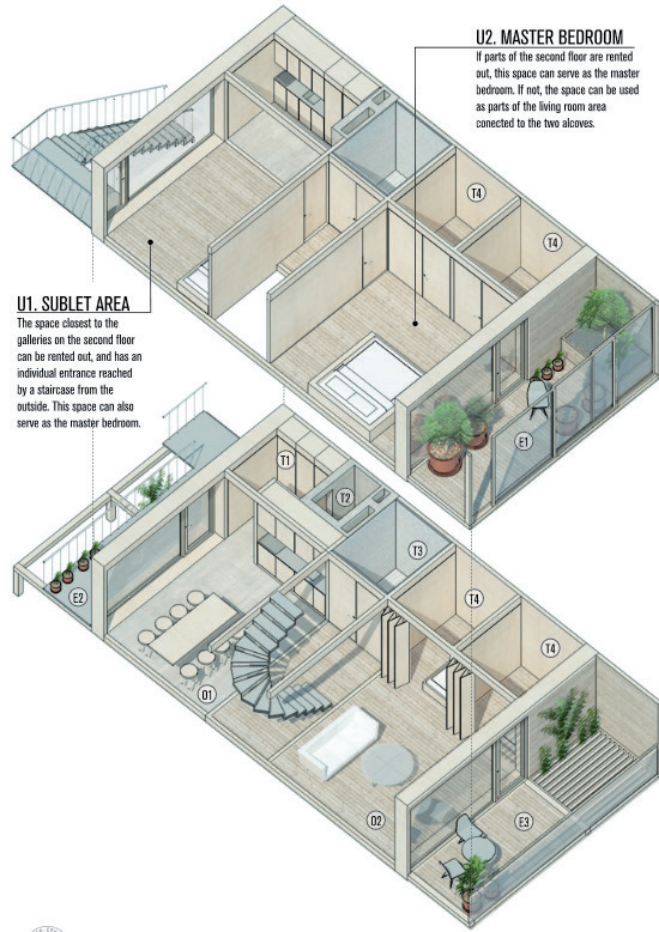 U2. MASTER BEDROOM
If parts of the second floor are rented
out, this space can serve as the master
bedroom. If not, the space can be used
as parts of the living room area
conected to the two alcoves.
T4
T4
U1. SUBLET AREA
The space closest to the
galleries on the second floor
can be rented out, and has an
individual entrance reached
by a staircase from the
outside. This space can also
serve as the master bedroom.
E1
T1
T2
T3
E2
T4
T4
O1
O2
E3